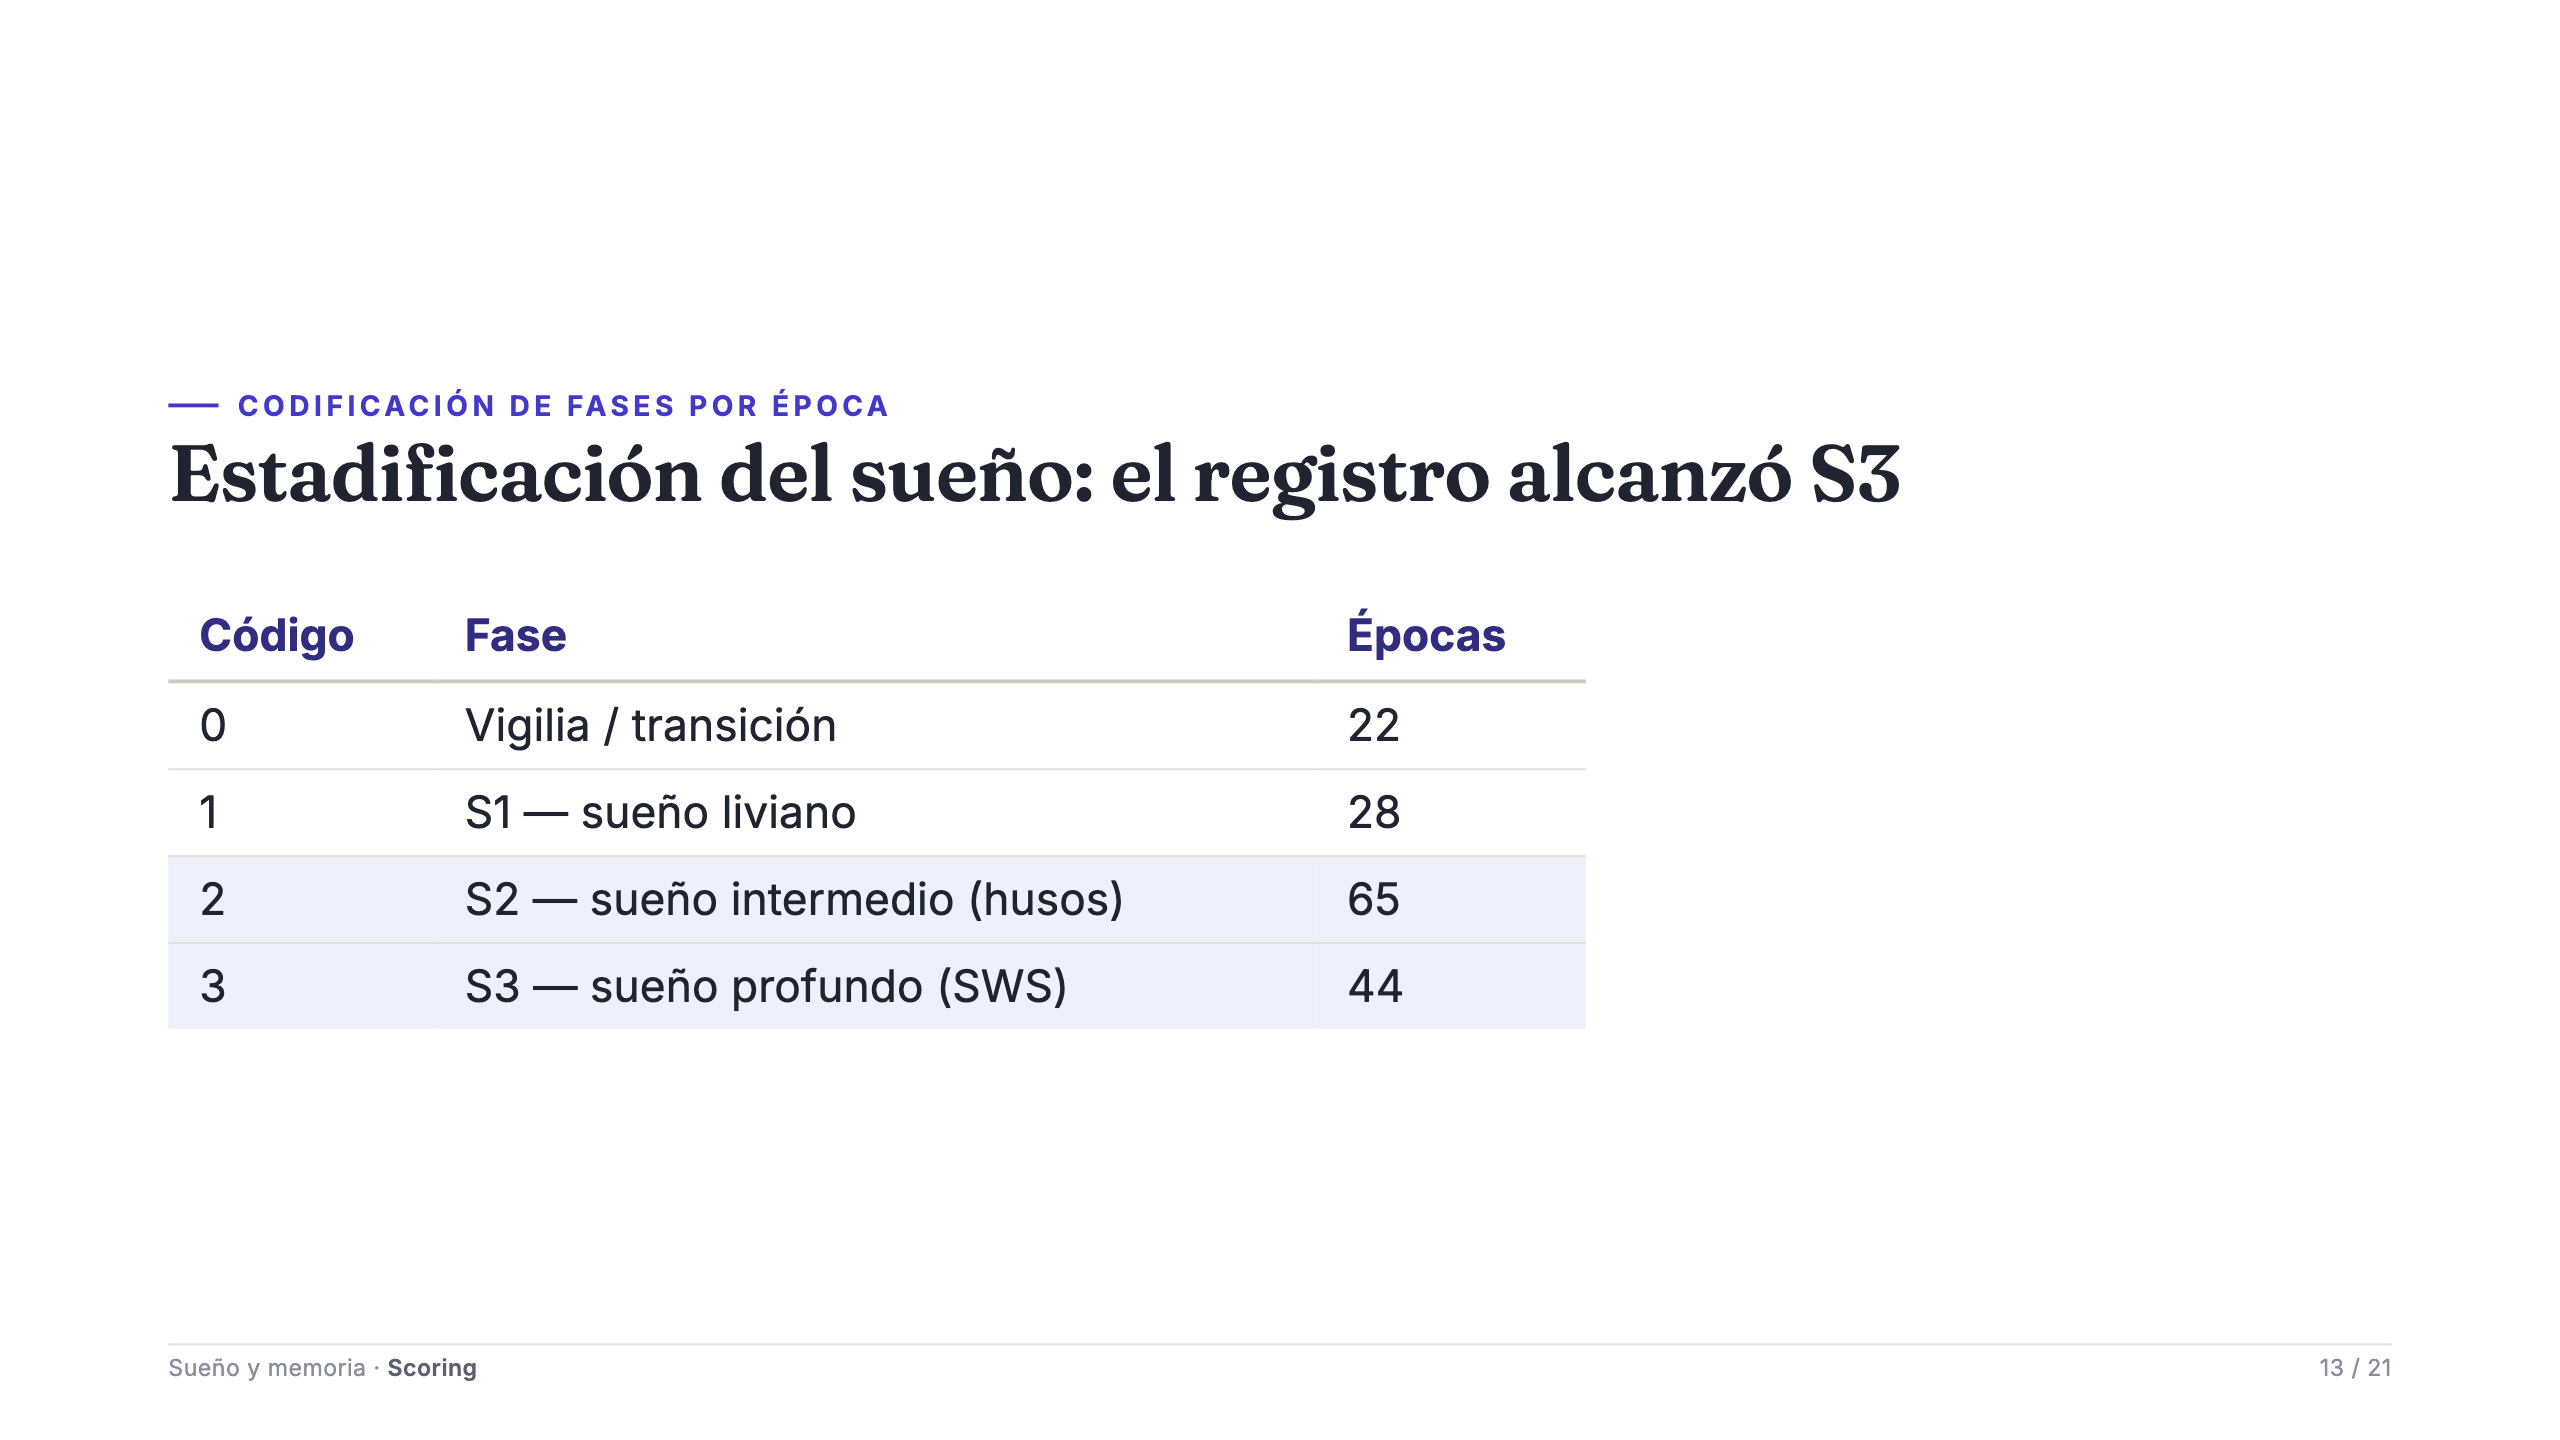 CODIFICACIÓN DE FASES POR ÉPOCA
Estadificación del sueño: el registro alcanzó S3
Código Fase Épocas
0 Vigilia / transición 22
1 S1 — sueño liviano 28
2 S2 — sueño intermedio (husos) 65
3 S3 — sueño profundo (SWS) 44
Sueño y memoria · Scoring 13 / 21